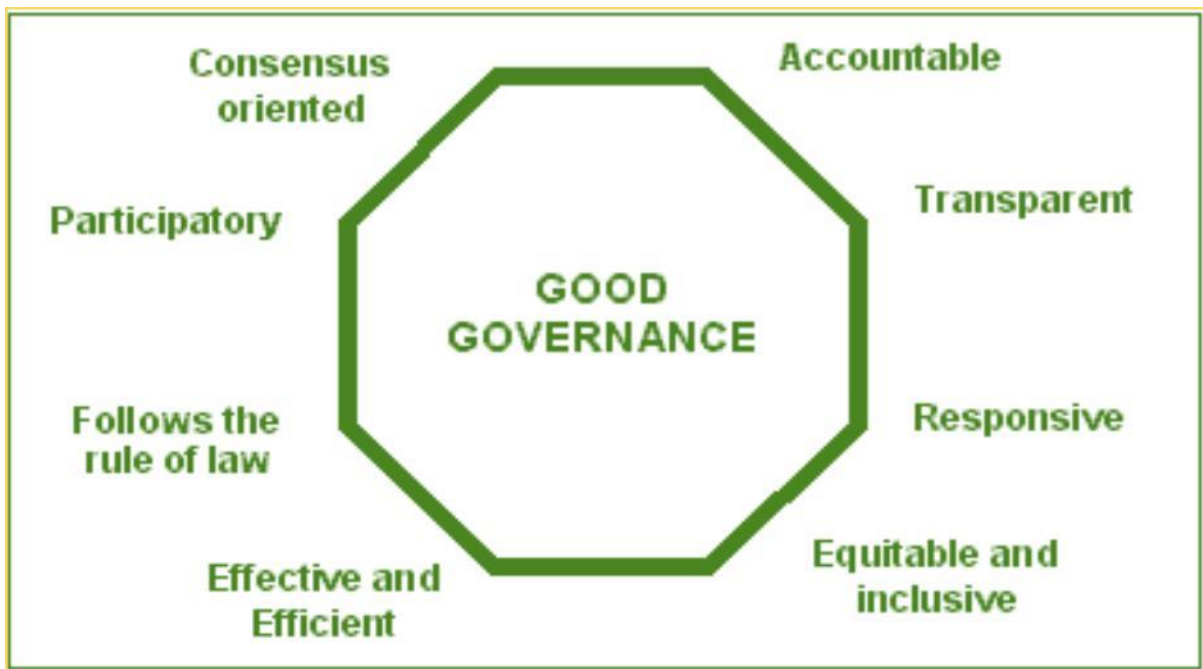 Consensus
oriented
Accountable
Participatory
Transparent
GOOD
GOVERNANCE
Follows the
rule of law
Responsive
Effective and
Efficient
Equitable and
inclusive